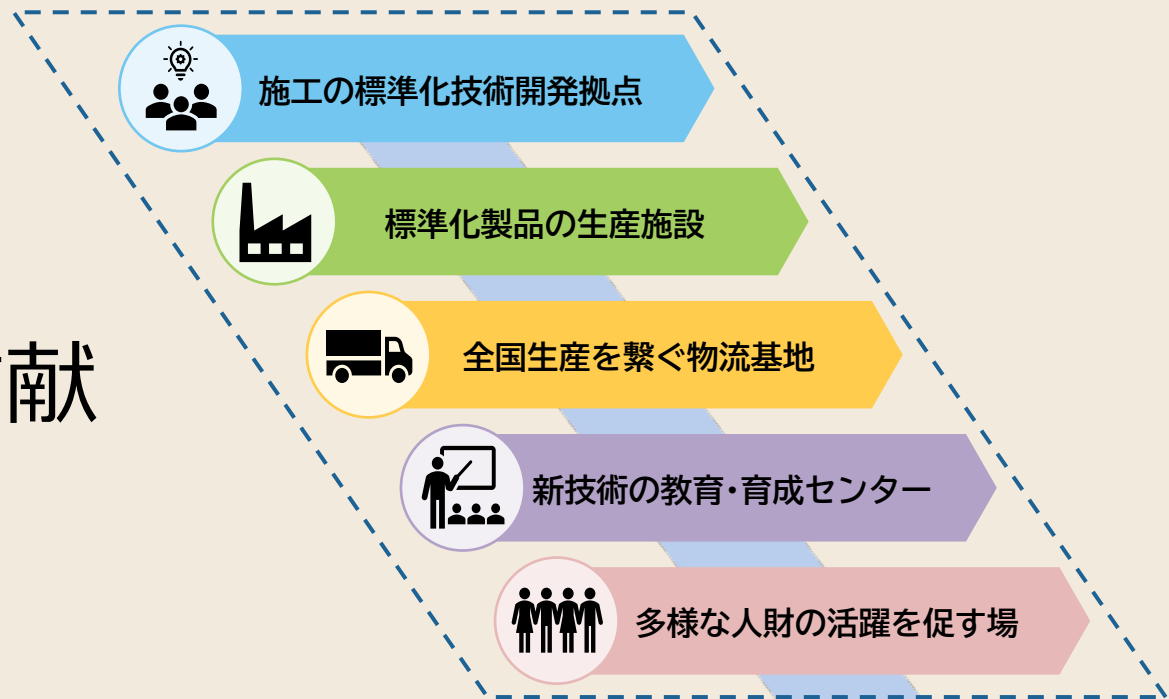 施工の標準化技術開発拠点
標準化製品の生産施設
全国生産を繋ぐ物流基地
献
新技術の教育・育成センター
多様な人財の活躍を促す場